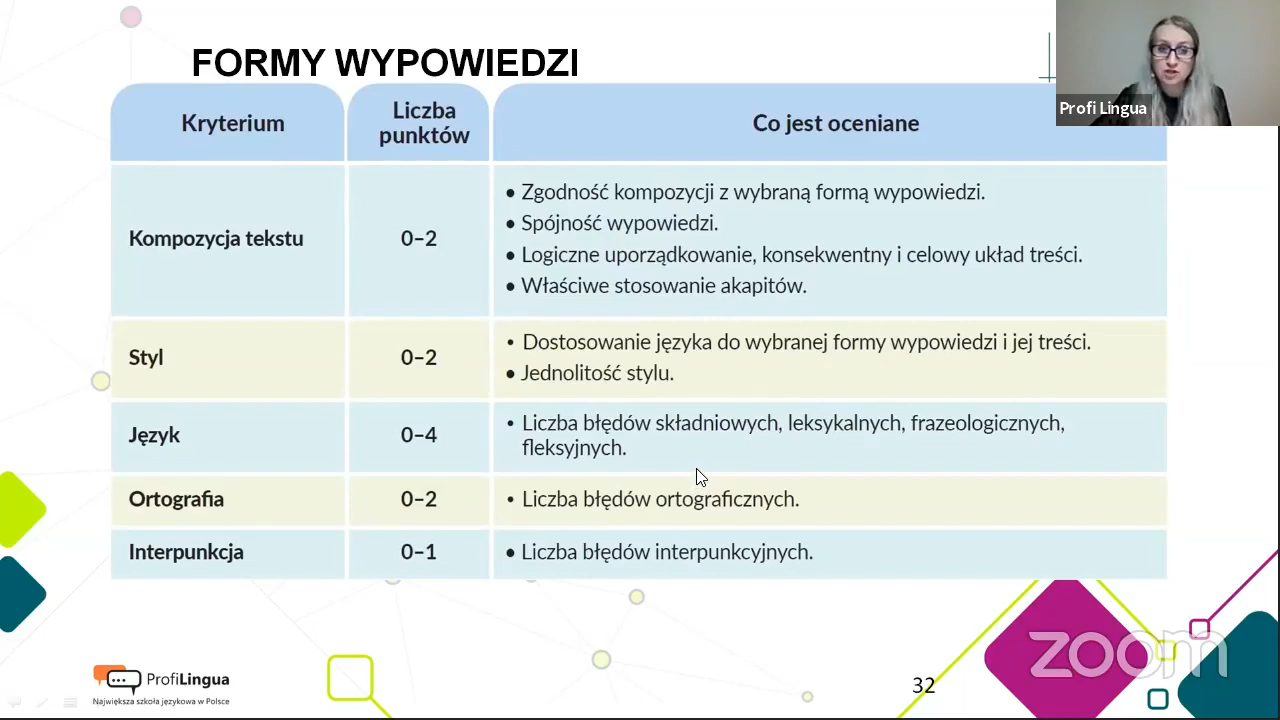 FORMY WYPOWIEDZI
Profi Lingua
Kryterium
Liczba
punktów
Co jest oceniane
Kompozycja tekstu
0–2
• Zgodność kompozycji z wybraną formą wypowiedzi.
• Spójność wypowiedzi.
• Logiczne uporządkowanie, konsekwentny i celowy układ treści.
• Właściwe stosowanie akapitów.
Styl
0–2
• Dostosowanie języka do wybranej formy wypowiedzi i jej treści.
• Jednolitość stylu.
Język
0–4
• Liczba błędów składniowych, leksykalnych, frazeologicznych,
fleksyjnych.
Ortografia
0–2
• Liczba błędów ortograficznych.
Interpunkcja
0–1
• Liczba błędów interpunkcyjnych.
ProfiLingua
Największa szkoła językowa w Polsce
32
zoom